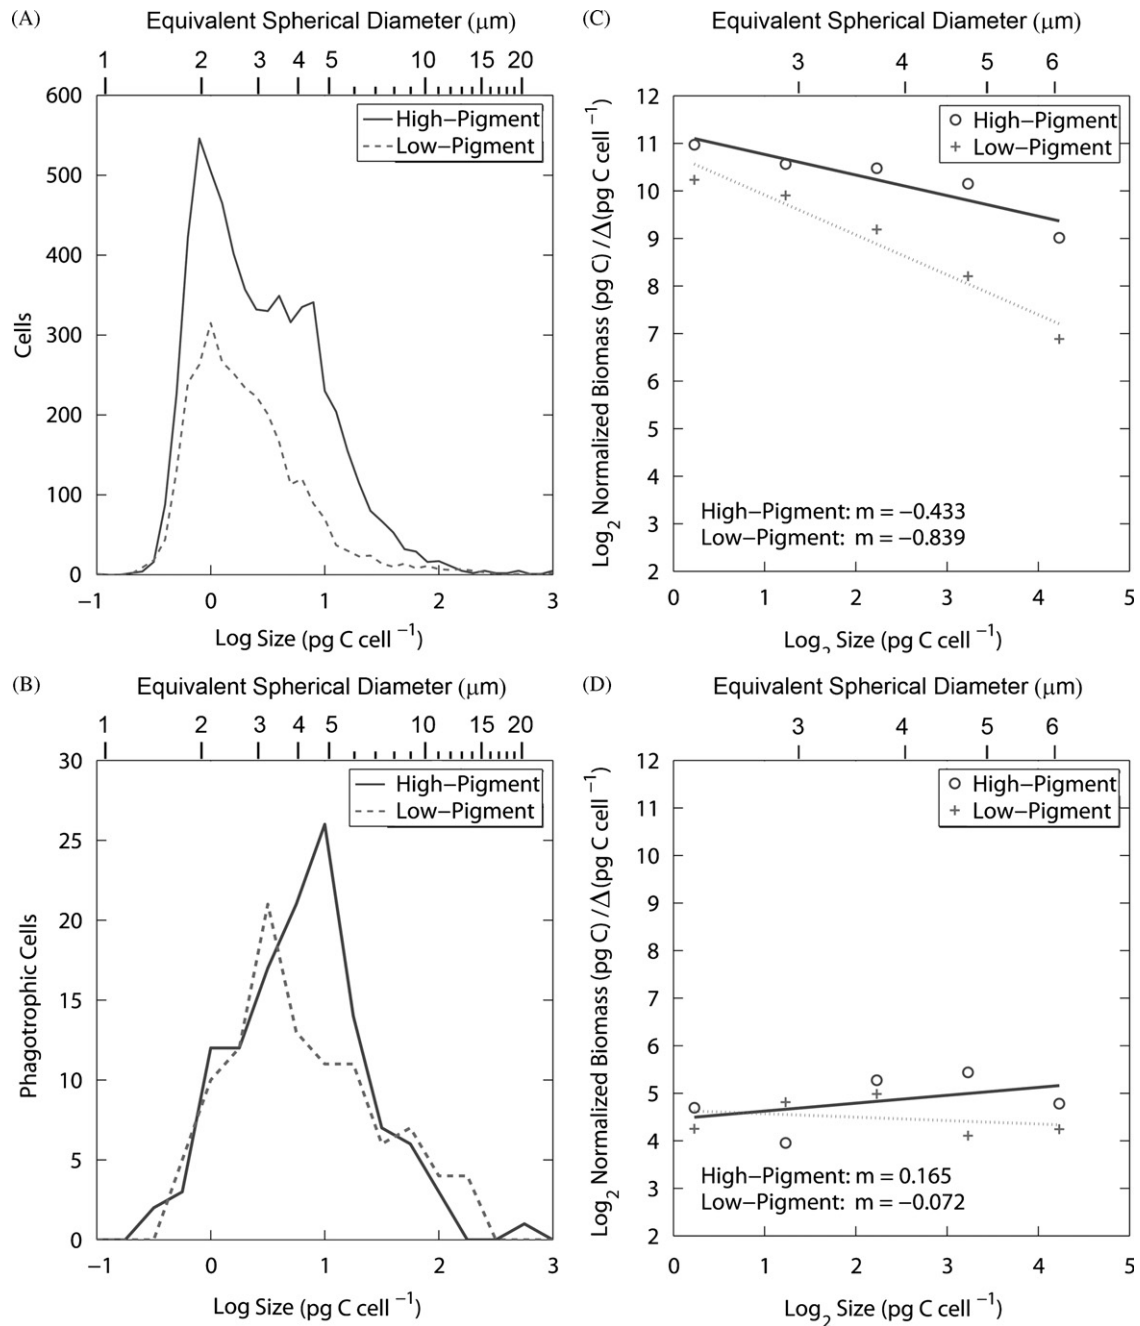 (A)
Equivalent Spherical Diameter (μm)
1 2 3 4 5 10 15 20
600
500
400
300
200
100
0
Cells
High−Pigment
Low−Pigment
−1 0 1 2 3
Log Size (pg C cell ⁻¹)
(C)
Equivalent Spherical Diameter (μm)
3 4 5 6
12
11
10
9
8
7
6
5
4
3
2
Log₂ Normalized Biomass (pg C) /Δ(pg C cell⁻¹)
High−Pigment
Low−Pigment
High−Pigment: m = −0.433
Low−Pigment: m = −0.839
0 1 2 3 4 5
Log₂ Size (pg C cell ⁻¹)
(B)
Equivalent Spherical Diameter (μm)
1 2 3 4 5 10 15 20
30
25
20
15
10
5
0
Phagotrophic Cells
High−Pigment
Low−Pigment
−1 0 1 2 3
Log Size (pg C cell ⁻¹)
(D)
Equivalent Spherical Diameter (μm)
3 4 5 6
12
11
10
9
8
7
6
5
4
3
2
Log₂ Normalized Biomass (pg C) /Δ(pg C cell⁻¹)
High−Pigment
Low−Pigment
High−Pigment: m = 0.165
Low−Pigment: m = −0.072
0 1 2 3 4 5
Log₂ Size (pg C cell ⁻¹)